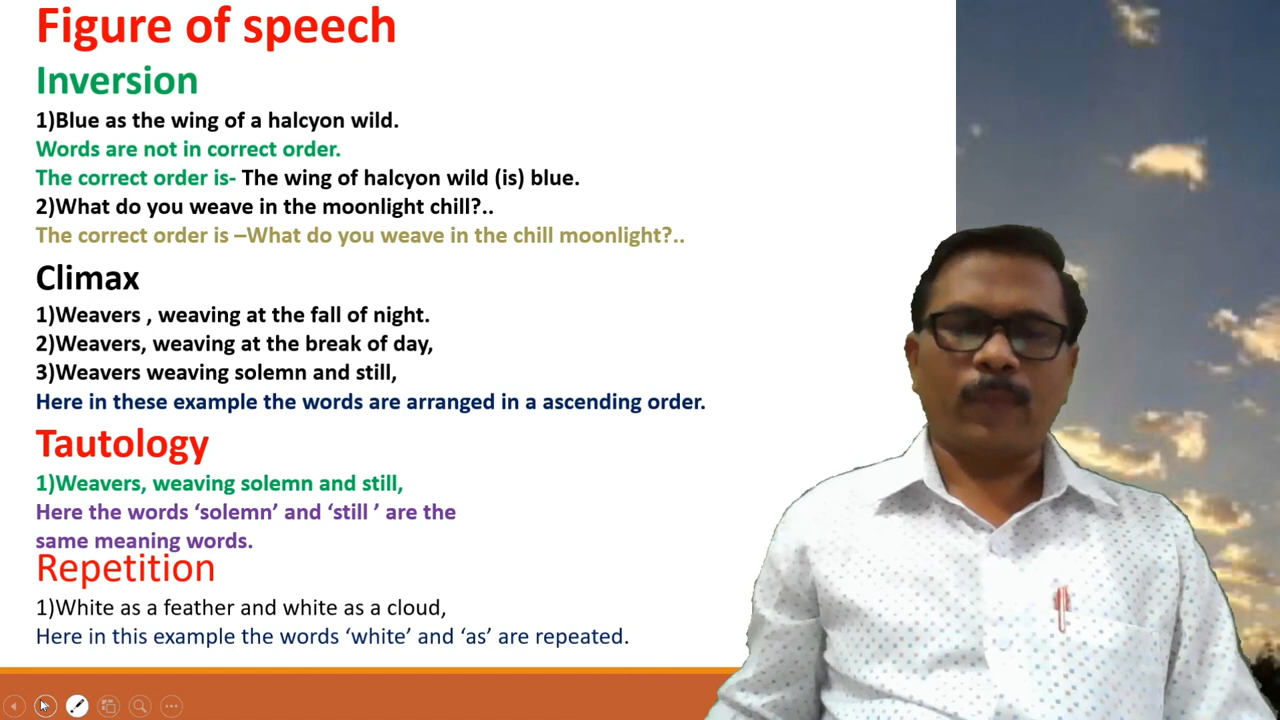 Figure of speech
Inversion
1)Blue as the wing of a halcyon wild.
Words are not in correct order.
The correct order is- The wing of halcyon wild (is) blue.
2)What do you weave in the moonlight chill?..
The correct order is –What do you weave in the chill moonlight?..
Climax
1)Weavers , weaving at the fall of night.
2)Weavers, weaving at the break of day,
3)Weavers weaving solemn and still,
Here in these example the words are arranged in a ascending order.
Tautology
1)Weavers, weaving solemn and still,
Here the words ‘solemn’ and ‘still ’ are the
same meaning words.
Repetition
1)White as a feather and white as a cloud,
Here in this example the words ‘white’ and ‘as’ are repeated.